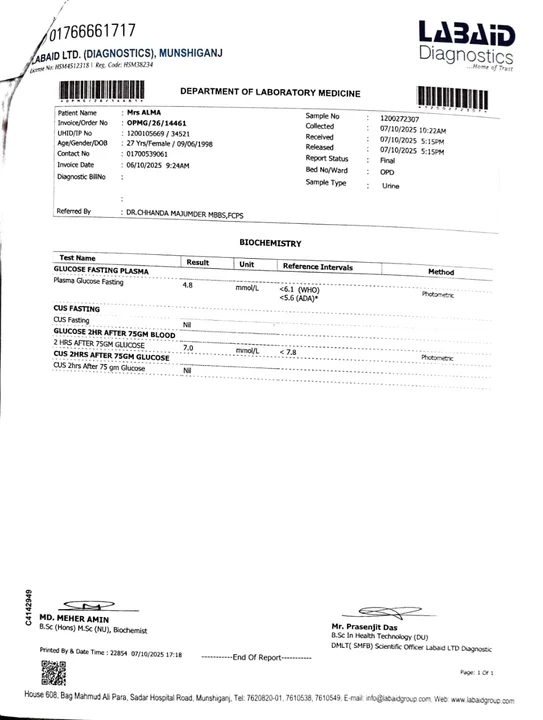 01766661717
LABAID LTD. (DIAGNOSTICS), MUNSHIGANJ
License No: HSM4512318 | Reg. Code: HSM38234
LABAID
Diagnostics
...Home of Trust
DEPARTMENT OF LABORATORY MEDICINE
Patient Name : Mrs ALMA
Invoice/Order No : OPMG/26/14461
UHID/IP No : 1200105669 / 34521
Age/Gender/DOB : 27 Yrs/Female / 09/06/1998
Contact No : 01700539061
Invoice Date : 06/10/2025 9:24AM
Diagnostic BillNo :
:
Referred By : DR.CHHANDA MAJUMDER MBBS,FCPS
Sample No : 1200272307
Collected : 07/10/2025 10:22AM
Received : 07/10/2025 5:15PM
Released : 07/10/2025 5:15PM
Report Status : Final
Bed No/Ward : OPD
Sample Type : Urine
BIOCHEMISTRY
Test Name Result Unit Reference Intervals Method
GLUCOSE FASTING PLASMA
Plasma Glucose Fasting 4.8 mmol/L <6.1 (WHO) Photometric
<5.6 (ADA)*
CUS FASTING
CUS Fasting Nil
GLUCOSE 2HR AFTER 75GM BLOOD
2 HRS AFTER 75GM GLUCOSE 7.0 mmol/L < 7.8 Photometric
CUS 2HRS AFTER 75GM GLUCOSE
CUS 2hrs After 75 gm Glucose Nil
C4142949
MD. MEHER AMIN
B.Sc (Hons) M.Sc (NU), Biochemist
Mr. Prasenjit Das
B.Sc In Health Technology (DU)
DMLT( SMFB) Scientific Officer Labaid LTD Diagnostic
Printed By & Date Time : 22854 07/10/2025 17:18
-----------End Of Report-----------
Page: 1 Of 1
House 608, Bag Mahmud Ali Para, Sadar Hospital Road, Munshiganj, Tel: 7620820-01, 7610538, 7610549, E-mail: info@labaidgroup.com, Web: www.labaidgroup.com